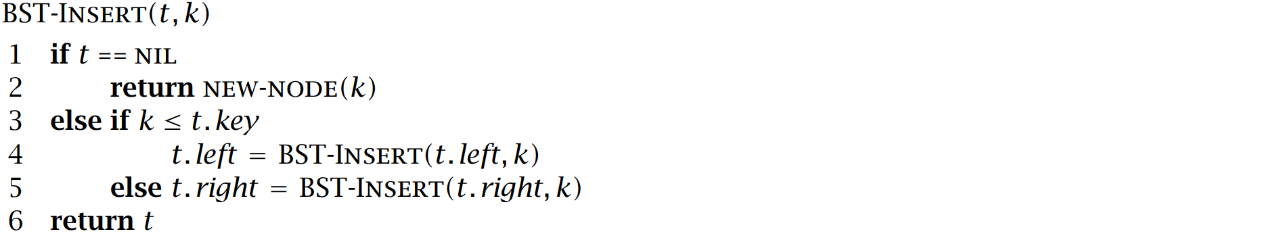 BST-INSERT(t, k)
1 if t == NIL
2 return NEW-NODE(k)
3 else if k ≤ t.key
4 t.left = BST-INSERT(t.left, k)
5 else t.right = BST-INSERT(t.right, k)
6 return t